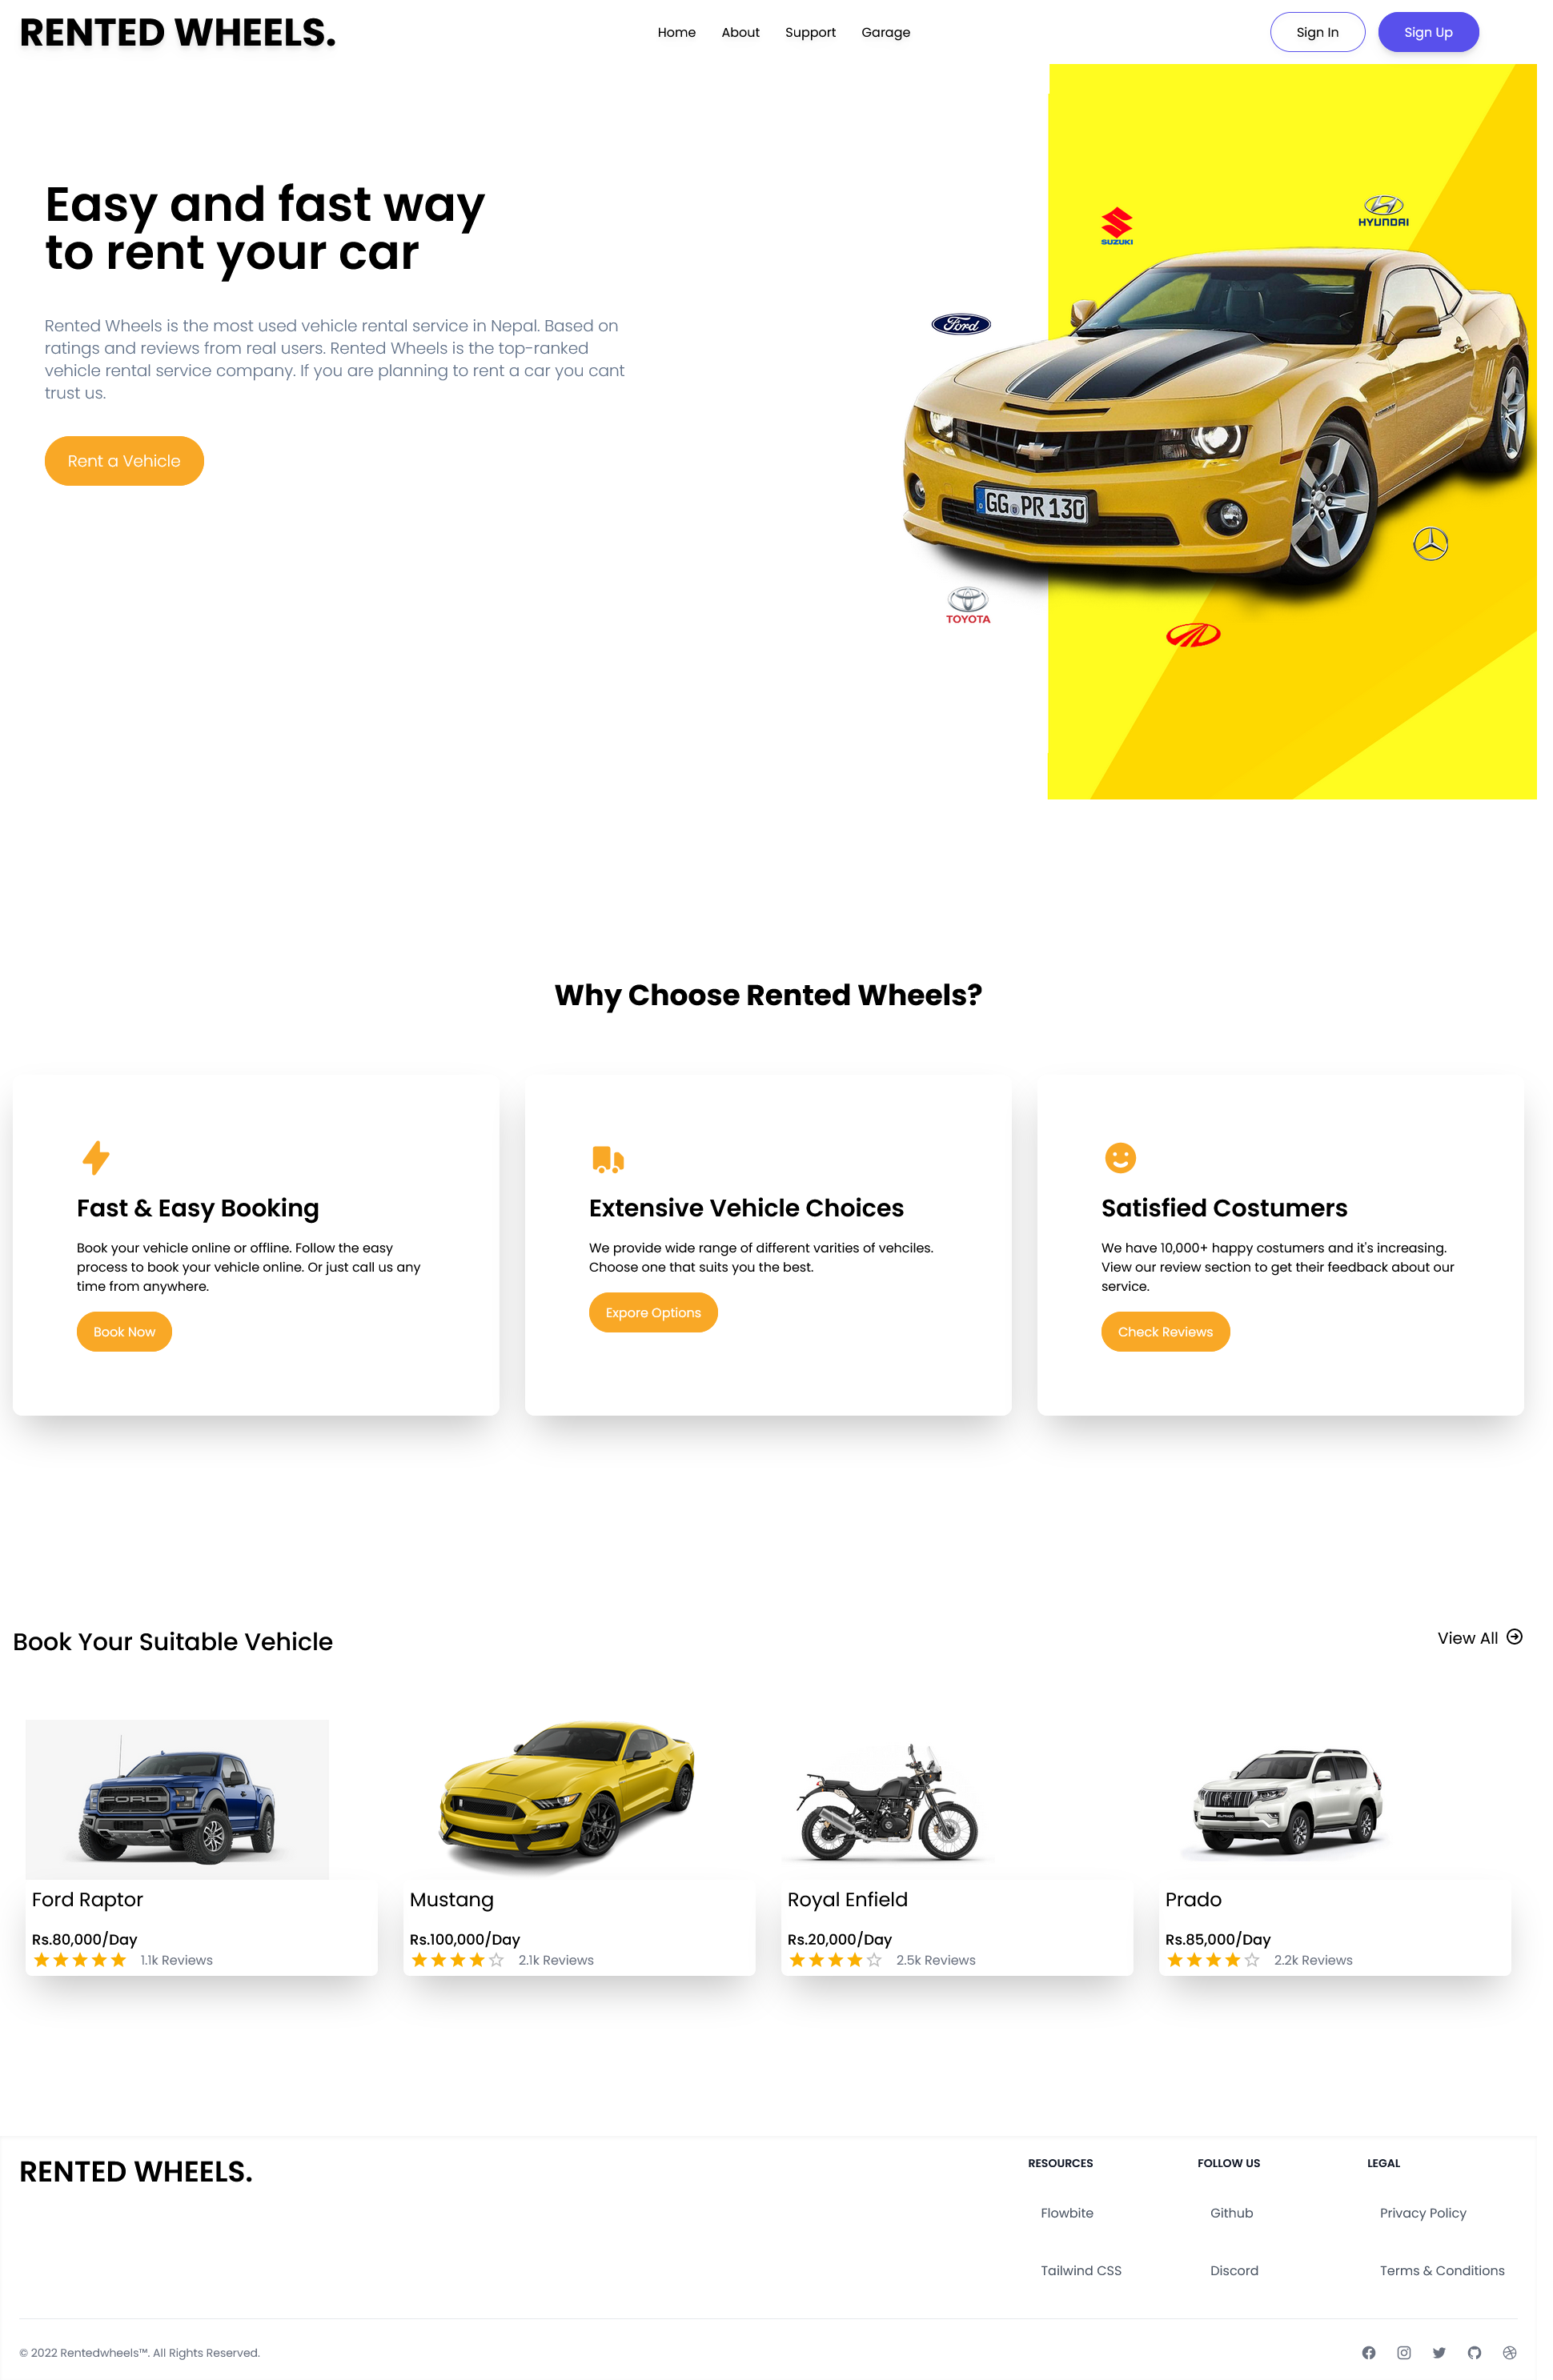 RENTED WHEELS.
Home About Support Garage
Sign In Sign Up
Easy and fast way
to rent your car
Rented Wheels is the most used vehicle rental service in Nepal. Based on
ratings and reviews from real users. Rented Wheels is the top-ranked
vehicle rental service company. If you are planning to rent a car you cant
trust us.
Rent a Vehicle
SUZUKI
HYUNDAI
Ford
GG PR 130
TOYOTA
Why Choose Rented Wheels?
Fast & Easy Booking
Book your vehicle online or offline. Follow the easy
process to book your vehicle online. Or just call us any
time from anywhere.
Book Now
Extensive Vehicle Choices
We provide wide range of different varities of vehciles.
Choose one that suits you the best.
Expore Options
Satisfied Costumers
We have 10,000+ happy costumers and it's increasing.
View our review section to get their feedback about our
service.
Check Reviews
Book Your Suitable Vehicle
View All
FORD
Ford Raptor
Rs.80,000/Day
1.1k Reviews
Mustang
Rs.100,000/Day
2.1k Reviews
Royal Enfield
Rs.20,000/Day
2.5k Reviews
Prado
Rs.85,000/Day
2.2k Reviews
RENTED WHEELS.
RESOURCES
Flowbite
Tailwind CSS
FOLLOW US
Github
Discord
LEGAL
Privacy Policy
Terms & Conditions
© 2022 Rentedwheels™. All Rights Reserved.